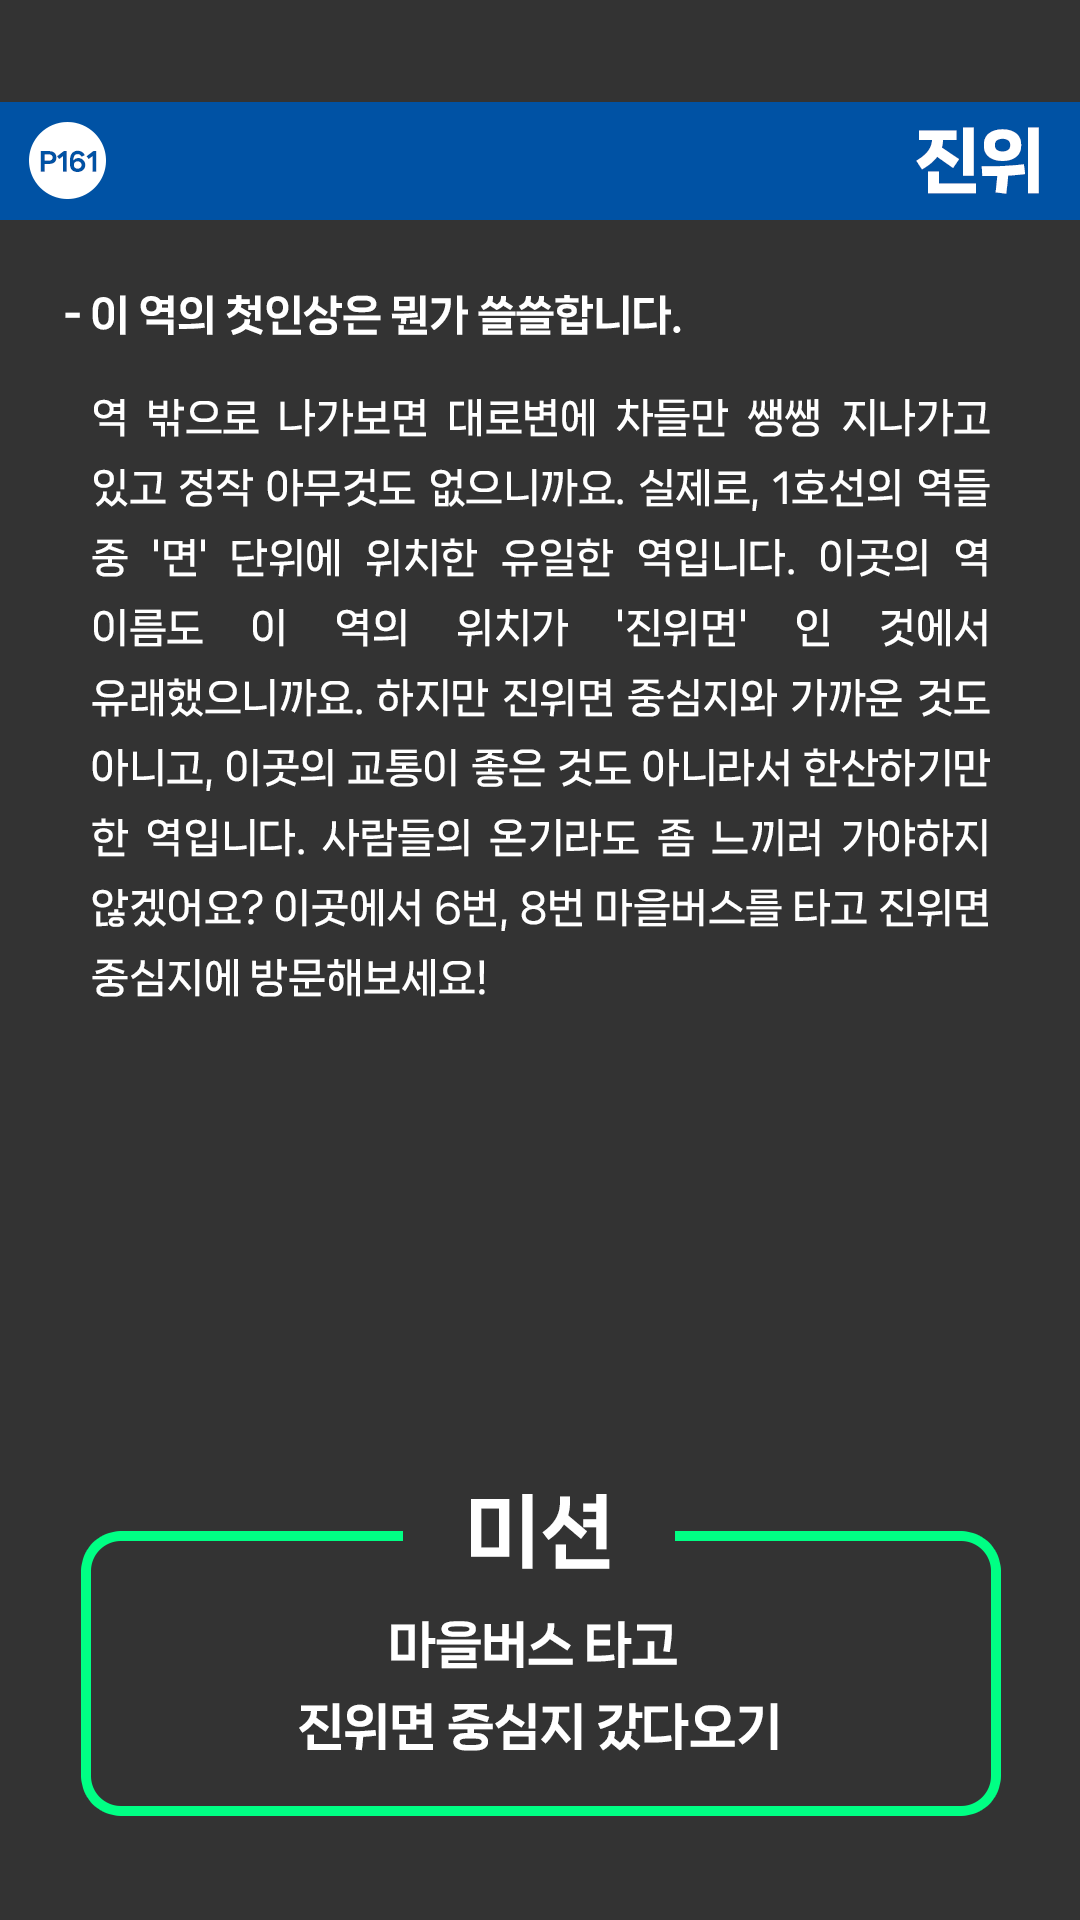 P161
진위
- 이 역의 첫인상은 뭔가 쓸쓸합니다.
역 밖으로 나가보면 대로변에 차들만 쌩쌩 지나가고
있고 정작 아무것도 없으니까요. 실제로, 1호선의 역들
중 '면' 단위에 위치한 유일한 역입니다. 이곳의 역
이름도 이 역의 위치가 '진위면' 인 것에서
유래했으니까요. 하지만 진위면 중심지와 가까운 것도
아니고, 이곳의 교통이 좋은 것도 아니라서 한산하기만
한 역입니다. 사람들의 온기라도 좀 느끼러 가야하지
않겠어요? 이곳에서 6번, 8번 마을버스를 타고 진위면
중심지에 방문해보세요!
미션
마을버스 타고
진위면 중심지 갔다오기